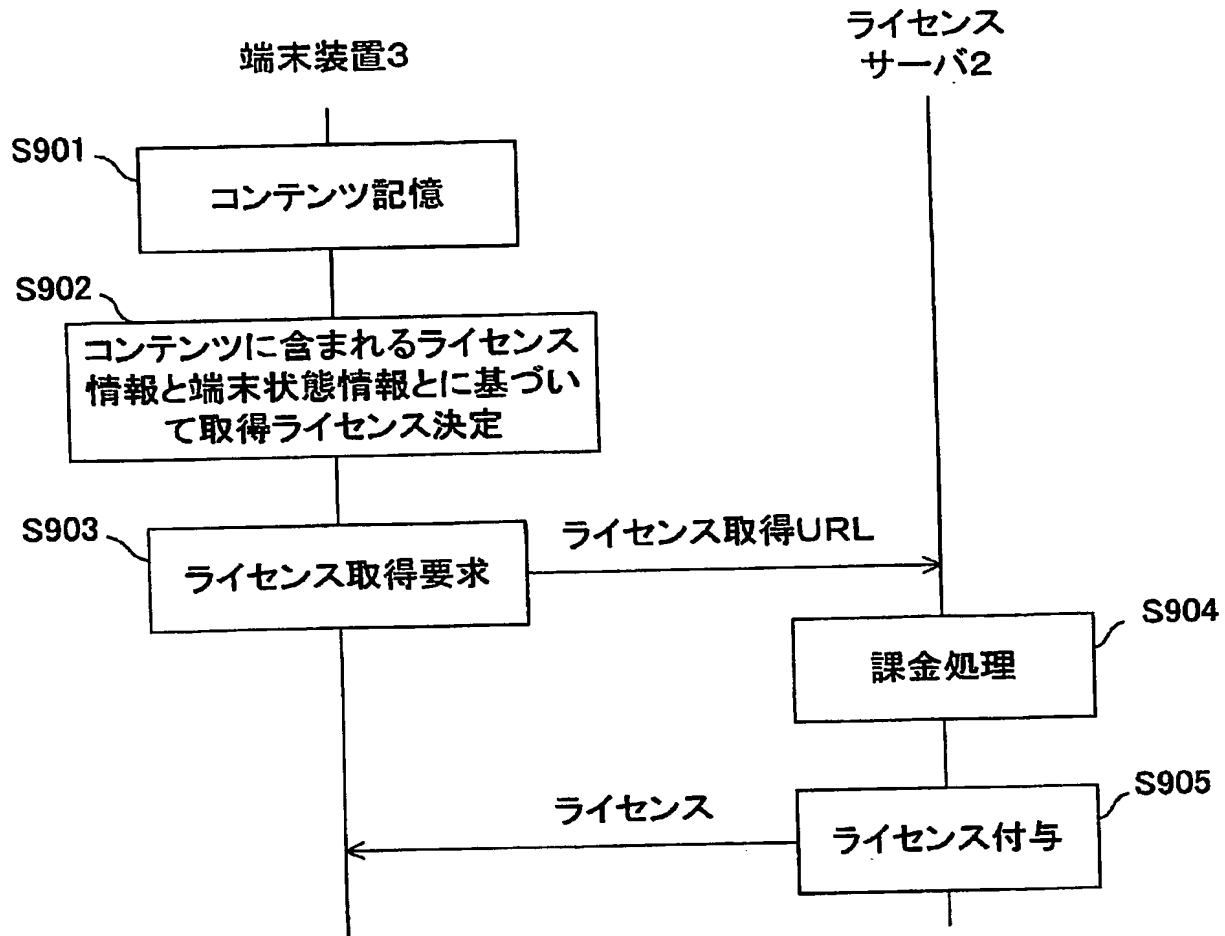 端末装置3
ライセンス
サーバ2
S901
コンテンツ記憶
S902
コンテンツに含まれるライセンス
情報と端末状態情報とに基づい
て取得ライセンス決定
S903
ライセンス取得要求
ライセンス取得URL
S904
課金処理
S905
ライセンス付与
ライセンス